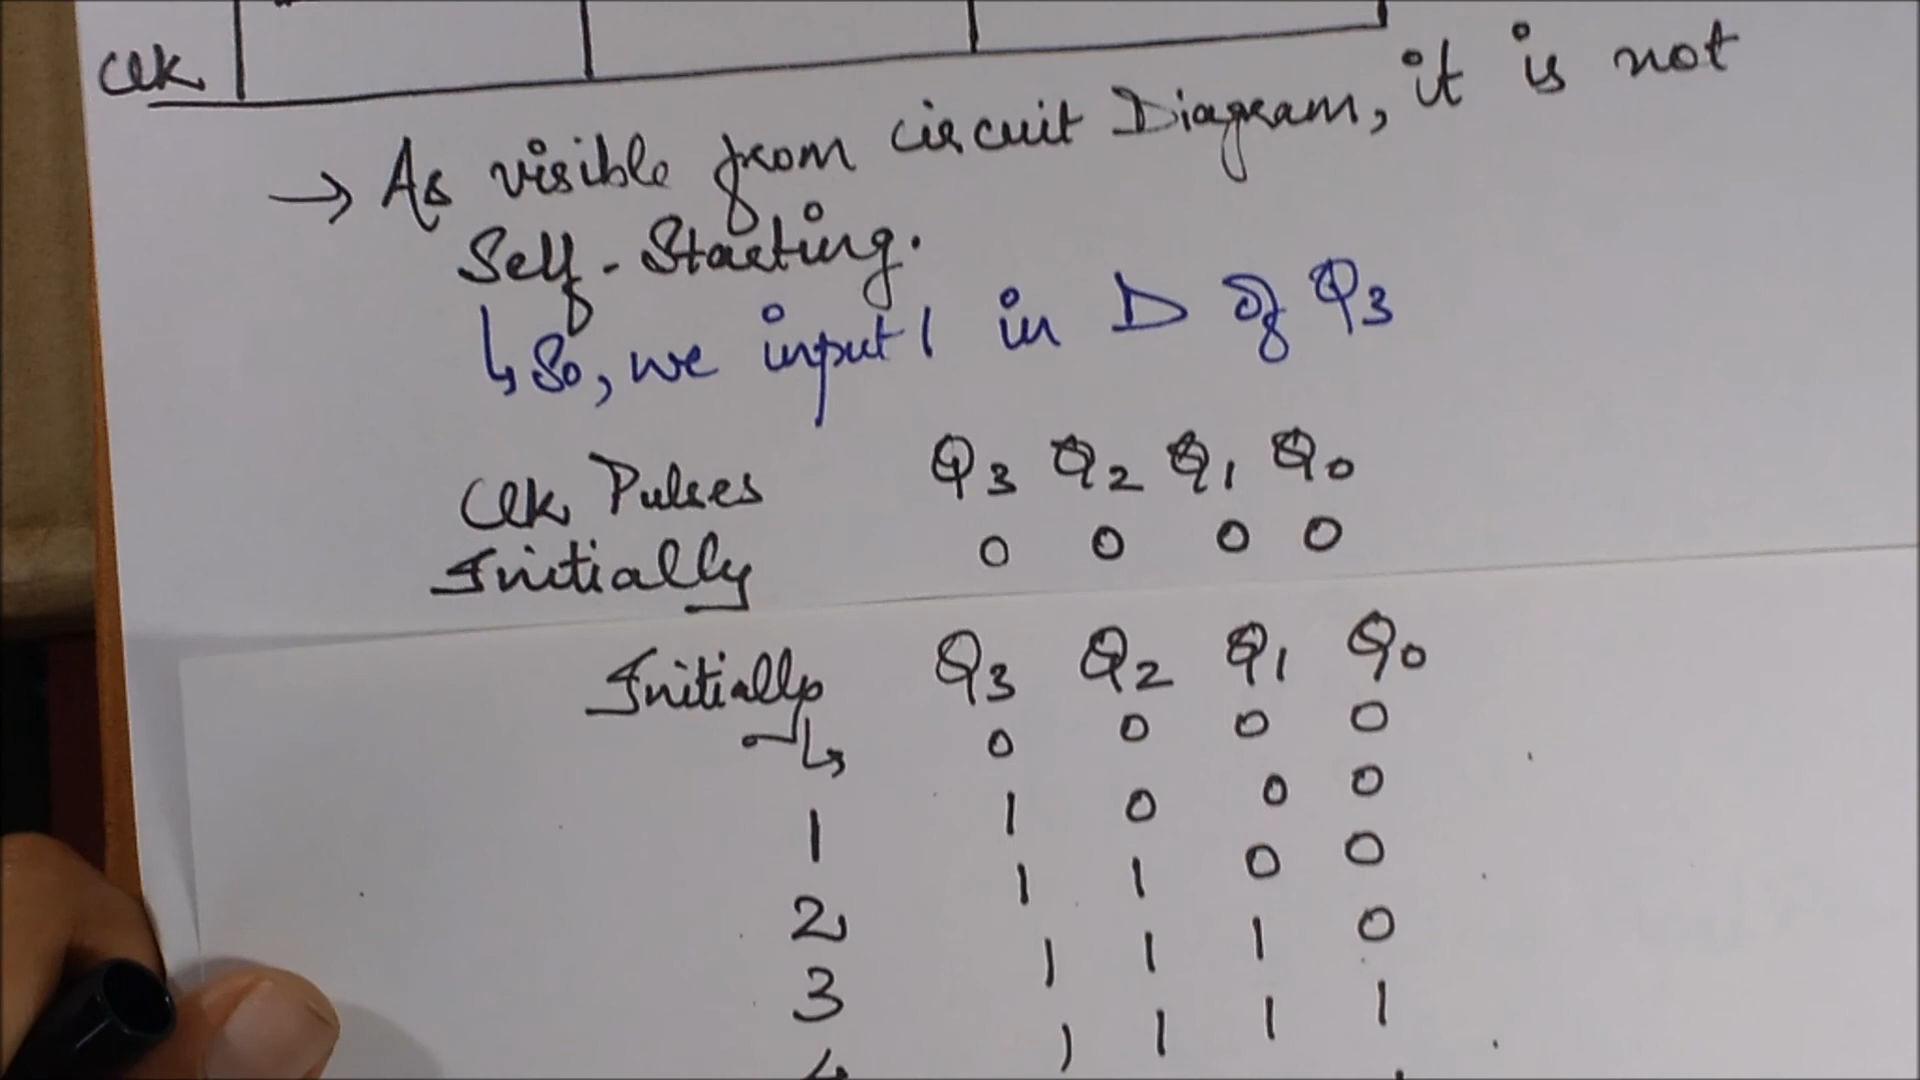 Clk
→ As visible from circuit Diagram, it is not
Self-Starting.
↳ So, we input 1 in D of Q3
Clk Pulses Q3 Q2 Q1 Q0
Initially 0 0 0 0
Initially Q3 Q2 Q1 Q0
↳ 0 0 0 0
1 1 0 0 0
2 1 1 0 0
3 1 1 1 0
4 1 1 1 1